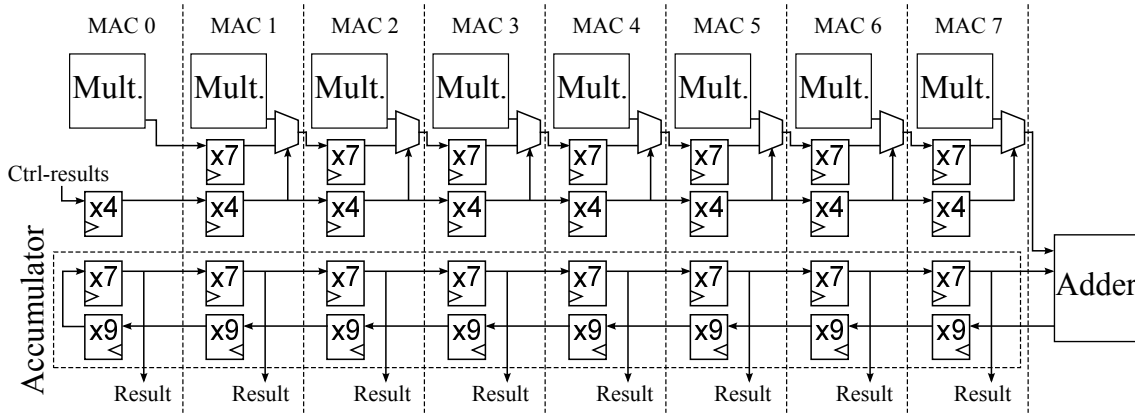 MAC 0 MAC 1 MAC 2 MAC 3 MAC 4 MAC 5 MAC 6 MAC 7
Mult. Mult. Mult. Mult. Mult. Mult. Mult. Mult.
x7 x7 x7 x7 x7 x7 x7
Ctrl-results
x4 x4 x4 x4 x4 x4 x4 x4
Accumulator
x7 x7 x7 x7 x7 x7 x7 x7
Adder
x9 x9 x9 x9 x9 x9 x9 x9
Result Result Result Result Result Result Result Result